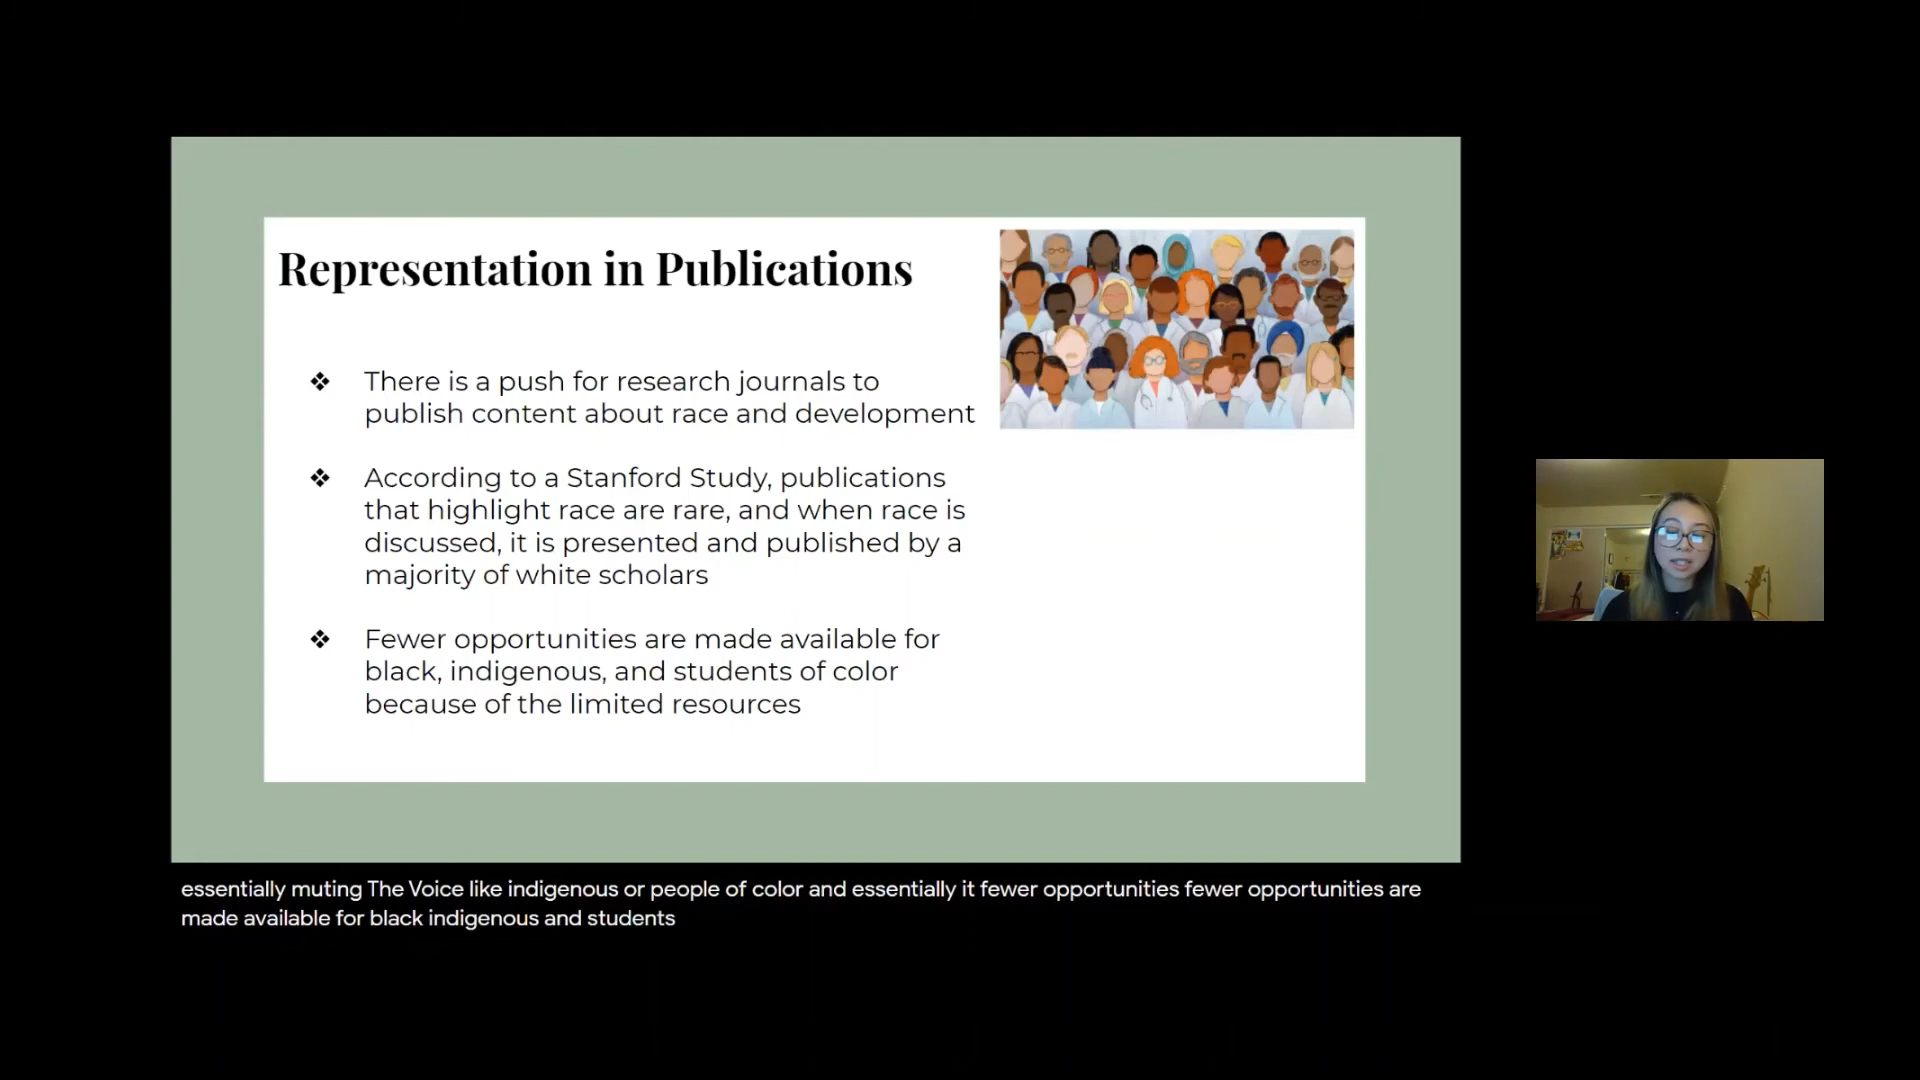 Representation in Publications
❖ There is a push for research journals to
publish content about race and development
❖ According to a Stanford Study, publications
that highlight race are rare, and when race is
discussed, it is presented and published by a
majority of white scholars
❖ Fewer opportunities are made available for
black, indigenous, and students of color
because of the limited resources
essentially muting The Voice like indigenous or people of color and essentially it fewer opportunities fewer opportunities are
made available for black indigenous and students